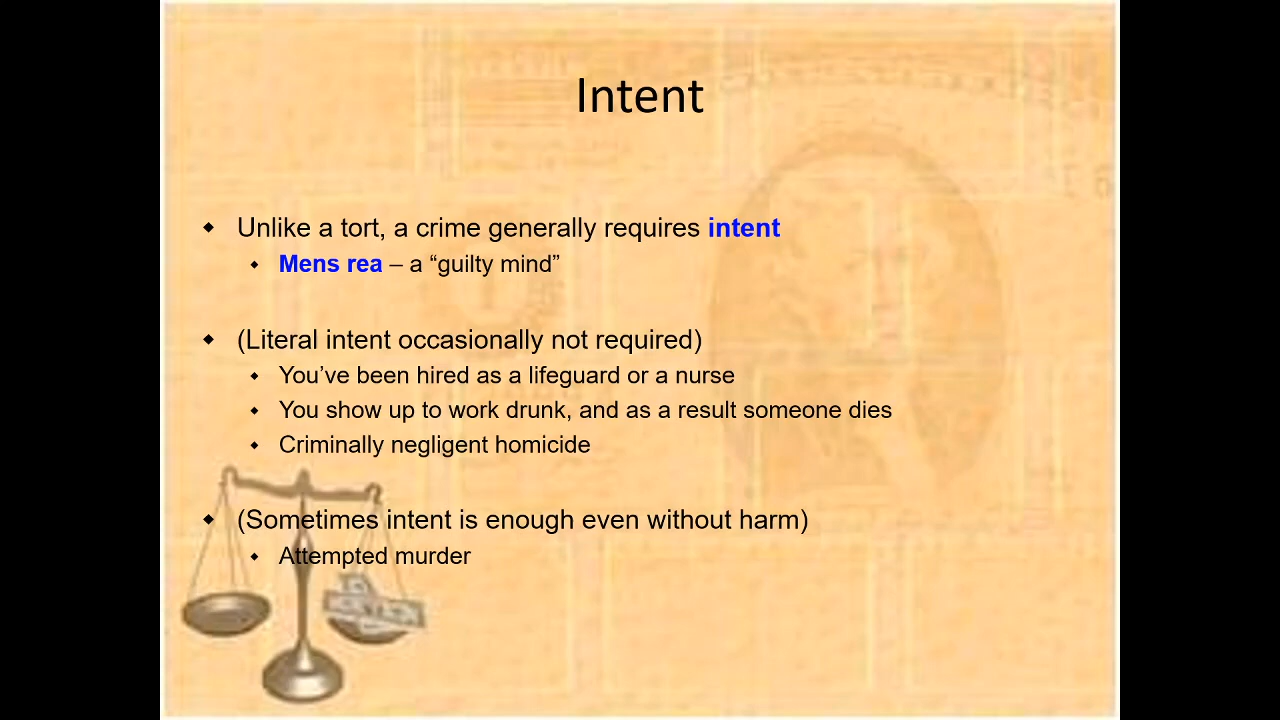 Intent
Unlike a tort, a crime generally requires intent
Mens rea – a “guilty mind”
(Literal intent occasionally not required)
You’ve been hired as a lifeguard or a nurse
You show up to work drunk, and as a result someone dies
Criminally negligent homicide
(Sometimes intent is enough even without harm)
Attempted murder